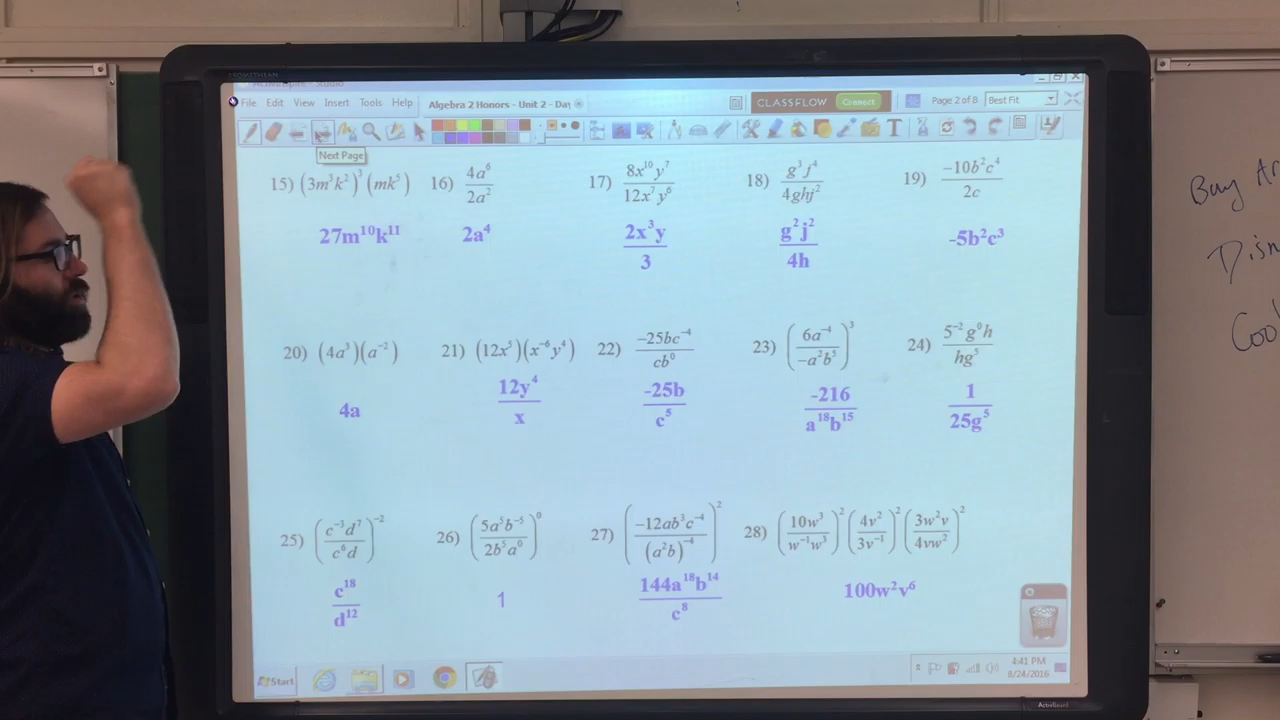 PROMETHEAN
ActivInspire - Studio
File Edit View Insert Tools Help Algebra 2 Honors - Unit 2 - Day CLASSFLOW Connect Page 2 of 8 Best Fit
Next Page
15) (3m³k²)³(mk⁵) 16) 4a⁶/2a² 17) 8x¹⁰y⁷/12x⁷y⁶ 18) g³j⁴/4ghj² 19) -10b²c⁴/2c
27m¹⁰k¹¹ 2a⁴ 2x³y/3 g²j²/4h -5b²c³
20) (4a³)(a⁻²) 21) (12x⁵)(x⁻⁶y⁴) 22) -25bc⁻⁴/cb⁰ 23) (6a⁻⁴/-a²b⁵)³ 24) 5⁻²g⁰h/hg⁵
4a 12y⁴/x -25b/c⁵ -216/a¹⁸b¹⁵ 1/25g⁵
25) (c⁻³d⁷/c⁶d)⁻² 26) (5a⁵b⁻⁵/2b⁵a⁰)⁰ 27) (-12ab³c⁻⁴/(a²b)⁻⁴)² 28) (10w³/w⁻¹w³)²(4v²/3v⁻¹)²(3w²v/4vw²)²
c¹⁸/d¹² 1 144a¹⁸b¹⁴/c⁸ 100w²v⁶
Start
4:41 PM
8/24/2016
ActivBoard
Bay